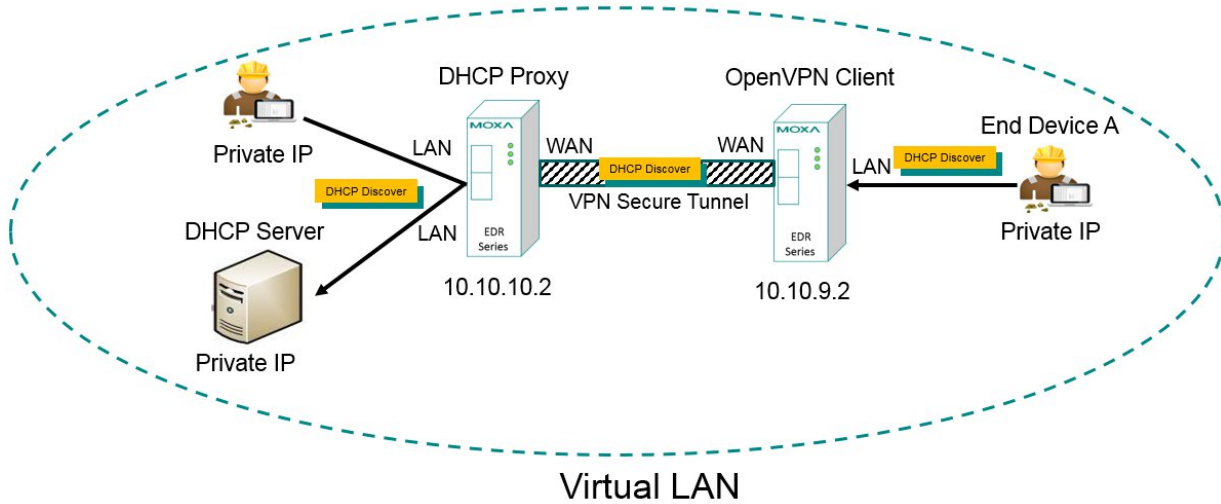 DHCP Proxy
OpenVPN Client
Private IP
LAN
DHCP Discover
LAN
DHCP Server
Private IP
MOXA
EDR
Series
10.10.10.2
WAN
DHCP Discover
WAN
VPN Secure Tunnel
MOXA
EDR
Series
10.10.9.2
LAN
DHCP Discover
End Device A
Private IP
Virtual LAN